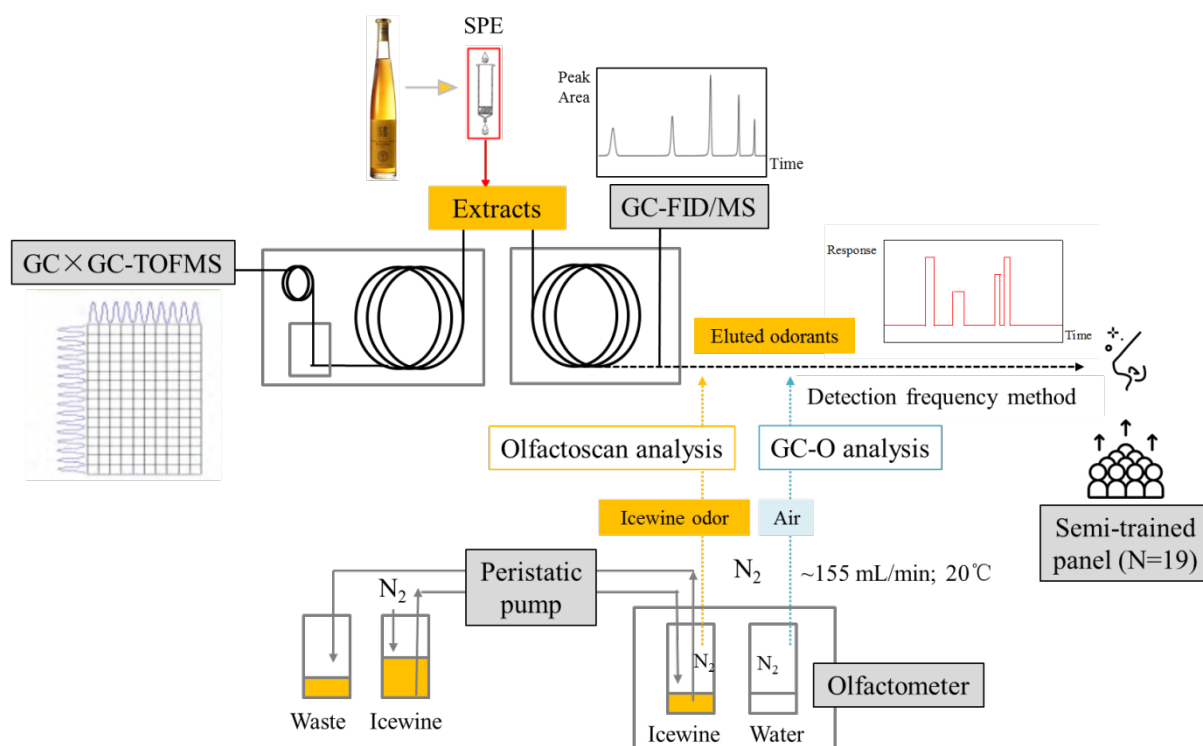 SPE
Peak
Area
Time
Extracts
GC-FID/MS
GC×GC-TOFMS
Response
Time
Eluted odorants
Detection frequency method
Olfactoscan analysis
GC-O analysis
Icewine odor
Air
Semi-trained
panel (N=19)
Peristatic
pump
N2
~155 mL/min; 20℃
N2
N2
N2
Olfactometer
Waste
Icewine
Icewine
Water